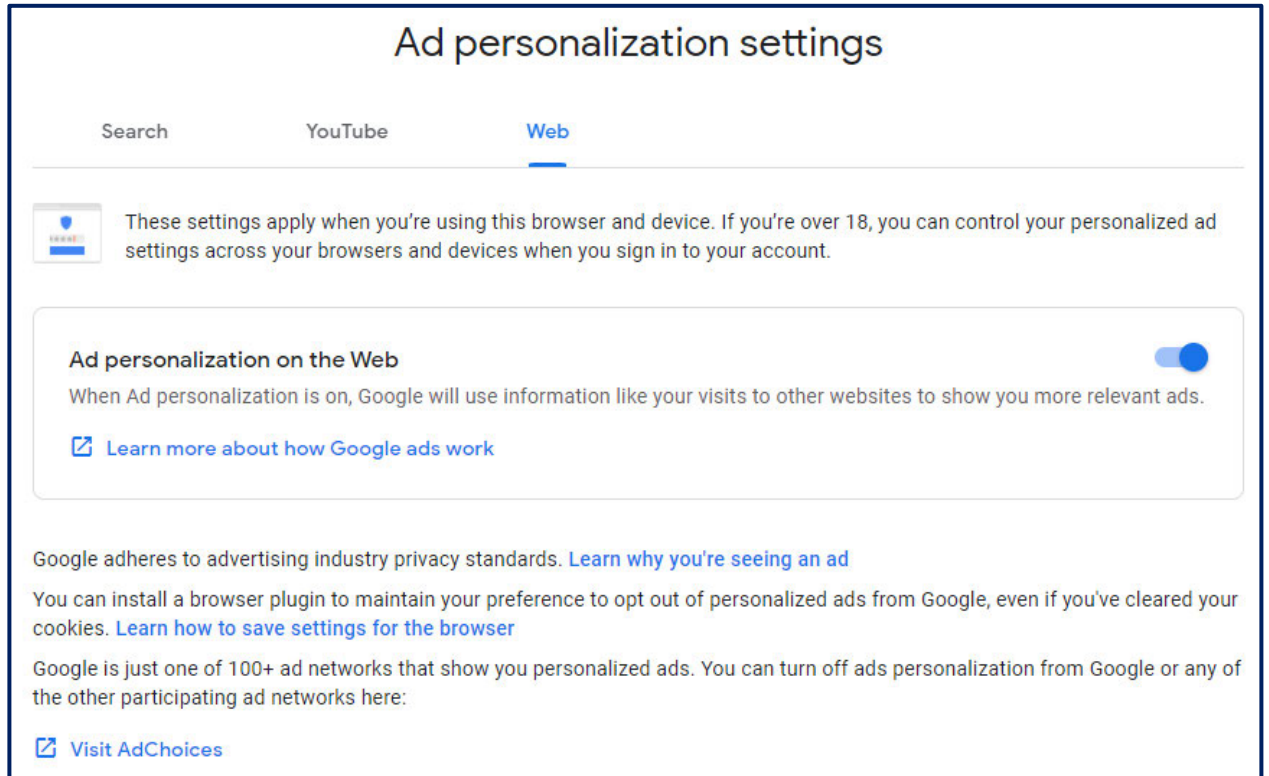 Ad personalization settings
Search YouTube Web
These settings apply when you're using this browser and device. If you're over 18, you can control your personalized ad
settings across your browsers and devices when you sign in to your account.
Ad personalization on the Web
When Ad personalization is on, Google will use information like your visits to other websites to show you more relevant ads.
Learn more about how Google ads work
Google adheres to advertising industry privacy standards. Learn why you're seeing an ad
You can install a browser plugin to maintain your preference to opt out of personalized ads from Google, even if you've cleared your
cookies. Learn how to save settings for the browser
Google is just one of 100+ ad networks that show you personalized ads. You can turn off ads personalization from Google or any of
the other participating ad networks here:
Visit AdChoices